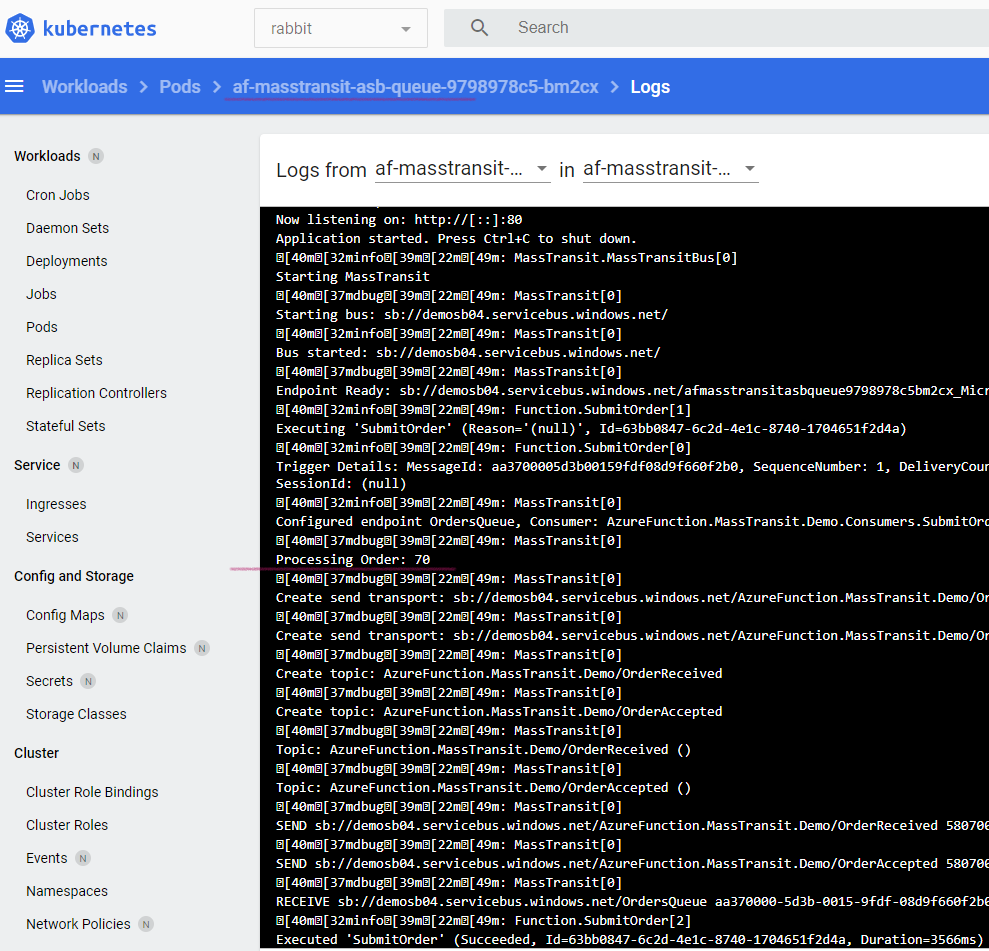 kubernetes
rabbit
Search
Workloads > Pods > af-masstransit-asb-queue-9798978c5-bm2cx > Logs
Workloads N
Cron Jobs
Daemon Sets
Deployments
Jobs
Pods
Replica Sets
Replication Controllers
Stateful Sets
Service N
Ingresses
Services
Config and Storage
Config Maps N
Persistent Volume Claims N
Secrets N
Storage Classes
Cluster
Cluster Role Bindings
Cluster Roles
Events N
Namespaces
Network Policies N
Logs from af-masstransit-... in af-masstransit-...
Now listening on: http://[::]:80
Application started. Press Ctrl+C to shut down.
[40m[32minfo[39m[22m[49m: MassTransit.MassTransitBus[0]
Starting MassTransit
[40m[37mdbug[39m[22m[49m: MassTransit[0]
Starting bus: sb://demosb04.servicebus.windows.net/
[40m[32minfo[39m[22m[49m: MassTransit[0]
Bus started: sb://demosb04.servicebus.windows.net/
[40m[37mdbug[39m[22m[49m: MassTransit[0]
Endpoint Ready: sb://demosb04.servicebus.windows.net/afmasstransitasbqueue9798978c5bm2cx_Micr
[40m[32minfo[39m[22m[49m: Function.SubmitOrder[1]
Executing 'SubmitOrder' (Reason='(null)', Id=63bb0847-6c2d-4e1c-8740-1704651f2d4a)
[40m[32minfo[39m[22m[49m: Function.SubmitOrder[0]
Trigger Details: MessageId: aa3700005d3b00159fdf08d9f660f2b0, SequenceNumber: 1, DeliveryCoun
SessionId: (null)
[40m[32minfo[39m[22m[49m: MassTransit[0]
Configured endpoint OrdersQueue, Consumer: AzureFunction.MassTransit.Demo.Consumers.SubmitOrd
[40m[37mdbug[39m[22m[49m: MassTransit[0]
Processing Order: 70
[40m[37mdbug[39m[22m[49m: MassTransit[0]
Create send transport: sb://demosb04.servicebus.windows.net/AzureFunction.MassTransit.Demo/Or
[40m[37mdbug[39m[22m[49m: MassTransit[0]
Create send transport: sb://demosb04.servicebus.windows.net/AzureFunction.MassTransit.Demo/Or
[40m[37mdbug[39m[22m[49m: MassTransit[0]
Create topic: AzureFunction.MassTransit.Demo/OrderReceived
[40m[37mdbug[39m[22m[49m: MassTransit[0]
Create topic: AzureFunction.MassTransit.Demo/OrderAccepted
[40m[37mdbug[39m[22m[49m: MassTransit[0]
Topic: AzureFunction.MassTransit.Demo/OrderReceived ()
[40m[37mdbug[39m[22m[49m: MassTransit[0]
Topic: AzureFunction.MassTransit.Demo/OrderAccepted ()
[40m[37mdbug[39m[22m[49m: MassTransit[0]
SEND sb://demosb04.servicebus.windows.net/AzureFunction.MassTransit.Demo/OrderReceived 580700
[40m[37mdbug[39m[22m[49m: MassTransit[0]
SEND sb://demosb04.servicebus.windows.net/AzureFunction.MassTransit.Demo/OrderAccepted 580700
[40m[37mdbug[39m[22m[49m: MassTransit[0]
RECEIVE sb://demosb04.servicebus.windows.net/OrdersQueue aa370000-5d3b-0015-9fdf-08d9f660f2b0
[40m[32minfo[39m[22m[49m: Function.SubmitOrder[2]
Executed 'SubmitOrder' (Succeeded, Id=63bb0847-6c2d-4e1c-8740-1704651f2d4a, Duration=3566ms)